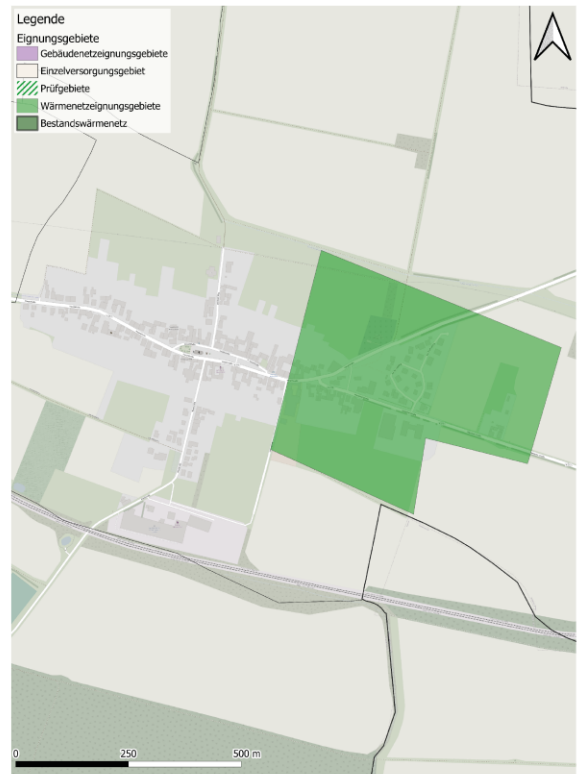 Legende
Eignungsgebiete
Gebäudenetzeignungsgebiete
Einzelversorgungsgebiet
Prüfgebiete
Wärmenetzeignungsgebiete
Bestandswärmenetz
0 250 500 m